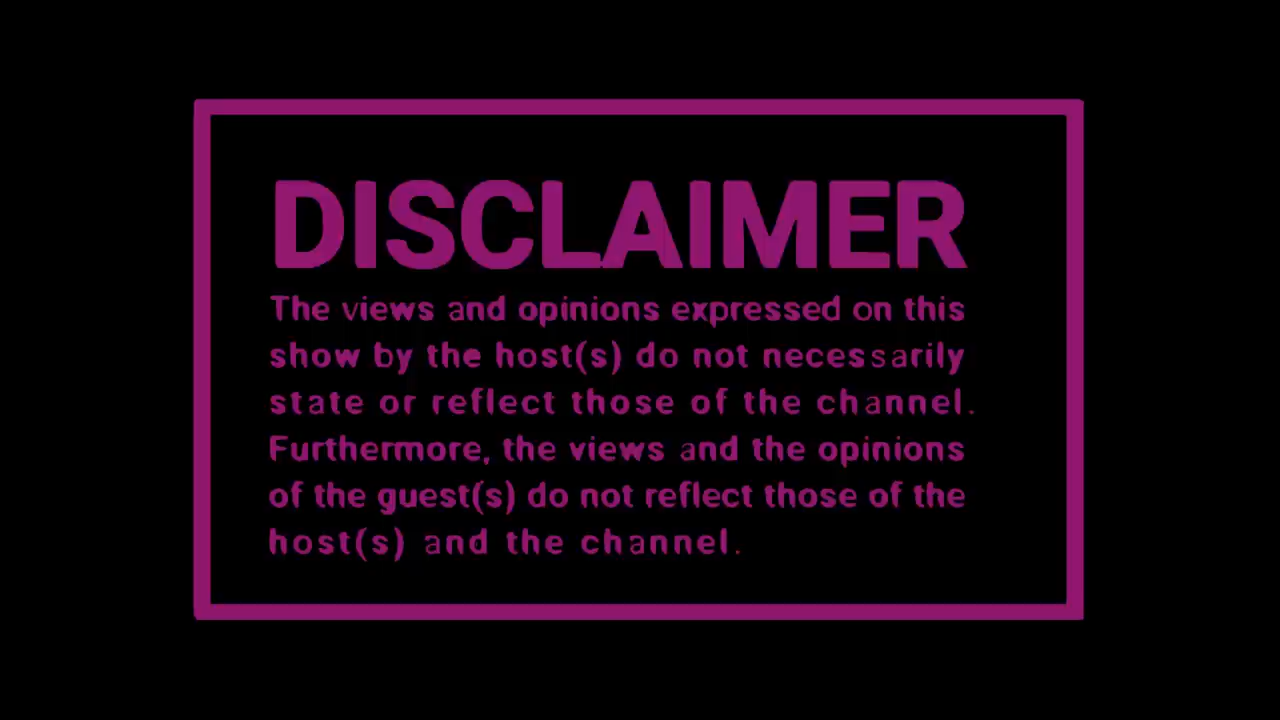 DISCLAIMER
The views and opinions expressed on this
show by the host(s) do not necessarily
state or reflect those of the channel.
Furthermore, the views and the opinions
of the guest(s) do not reflect those of the
host(s) and the channel.